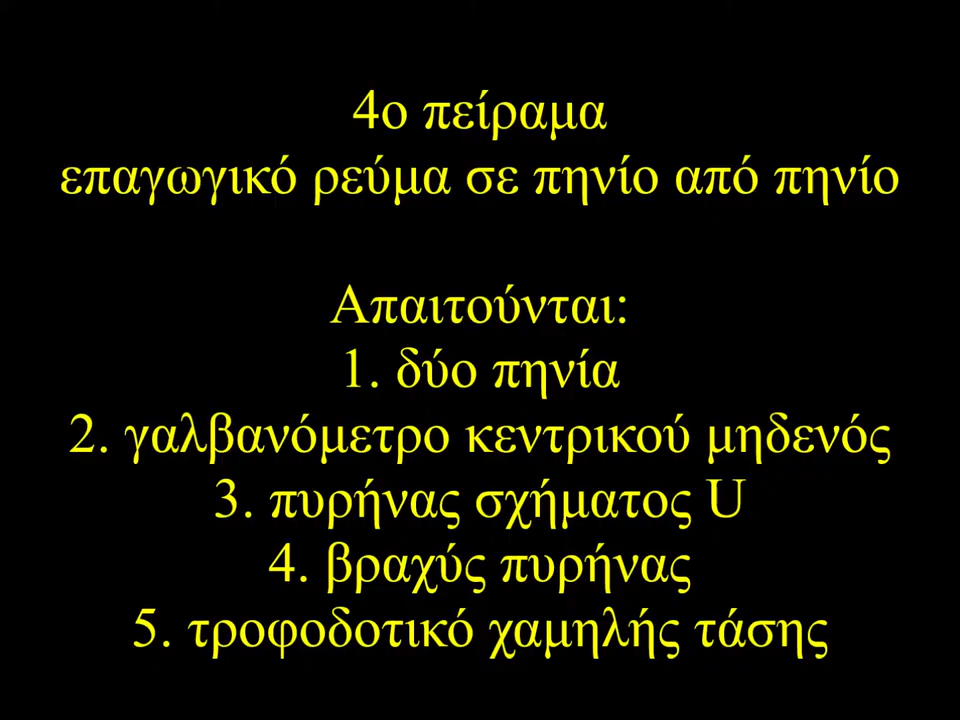 4ο πείραμα
επαγωγικό ρεύμα σε πηνίο από πηνίο
Απαιτούνται:
1. δύο πηνία
2. γαλβανόμετρο κεντρικού μηδενός
3. πυρήνας σχήματος U
4. βραχύς πυρήνας
5. τροφοδοτικό χαμηλής τάσης